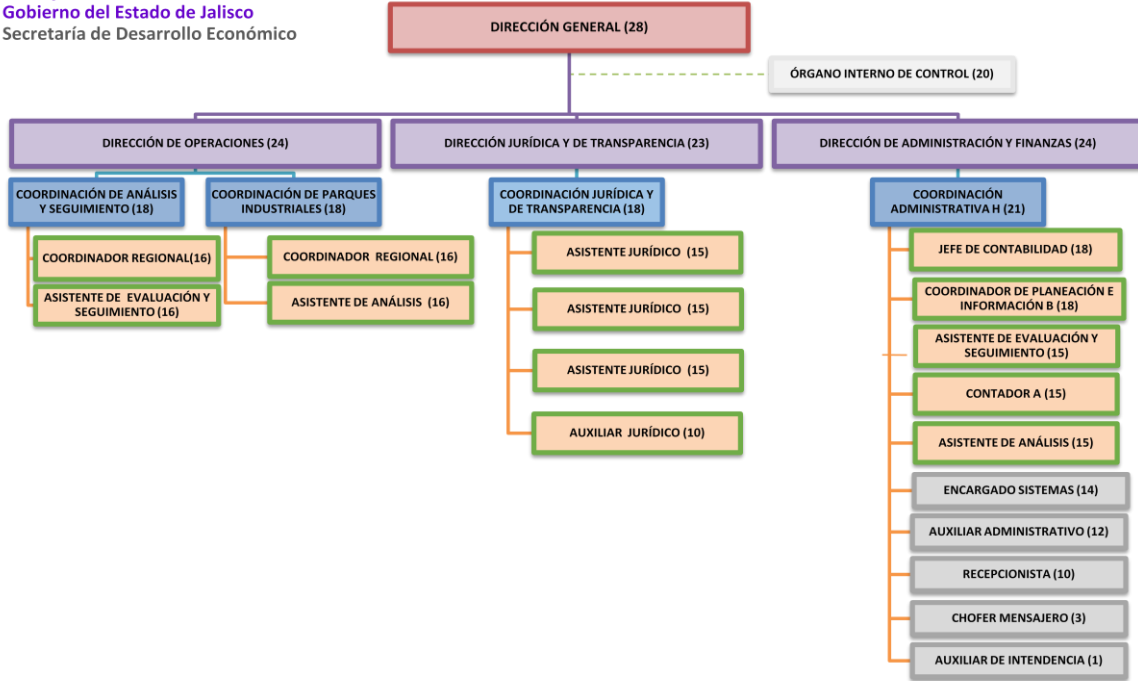 Gobierno del Estado de Jalisco
Secretaría de Desarrollo Económico
DIRECCIÓN GENERAL (28)
ÓRGANO INTERNO DE CONTROL (20)
DIRECCIÓN DE OPERACIONES (24)
DIRECCIÓN JURÍDICA Y DE TRANSPARENCIA (23)
DIRECCIÓN DE ADMINISTRACIÓN Y FINANZAS (24)
COORDINACIÓN DE ANÁLISIS
Y SEGUIMIENTO (18)
COORDINACIÓN DE PARQUES
INDUSTRIALES (18)
COORDINACIÓN JURÍDICA Y
DE TRANSPARENCIA (18)
COORDINACIÓN
ADMINISTRATIVA H (21)
COORDINADOR REGIONAL(16)
ASISTENTE DE EVALUACIÓN Y
SEGUIMIENTO (16)
COORDINADOR REGIONAL (16)
ASISTENTE DE ANÁLISIS (16)
ASISTENTE JURÍDICO (15)
ASISTENTE JURÍDICO (15)
ASISTENTE JURÍDICO (15)
AUXILIAR JURÍDICO (10)
JEFE DE CONTABILIDAD (18)
COORDINADOR DE PLANEACIÓN E
INFORMACIÓN B (18)
ASISTENTE DE EVALUACIÓN Y
SEGUIMIENTO (15)
CONTADOR A (15)
ASISTENTE DE ANÁLISIS (15)
ENCARGADO SISTEMAS (14)
AUXILIAR ADMINISTRATIVO (12)
RECEPCIONISTA (10)
CHOFER MENSAJERO (3)
AUXILIAR DE INTENDENCIA (1)